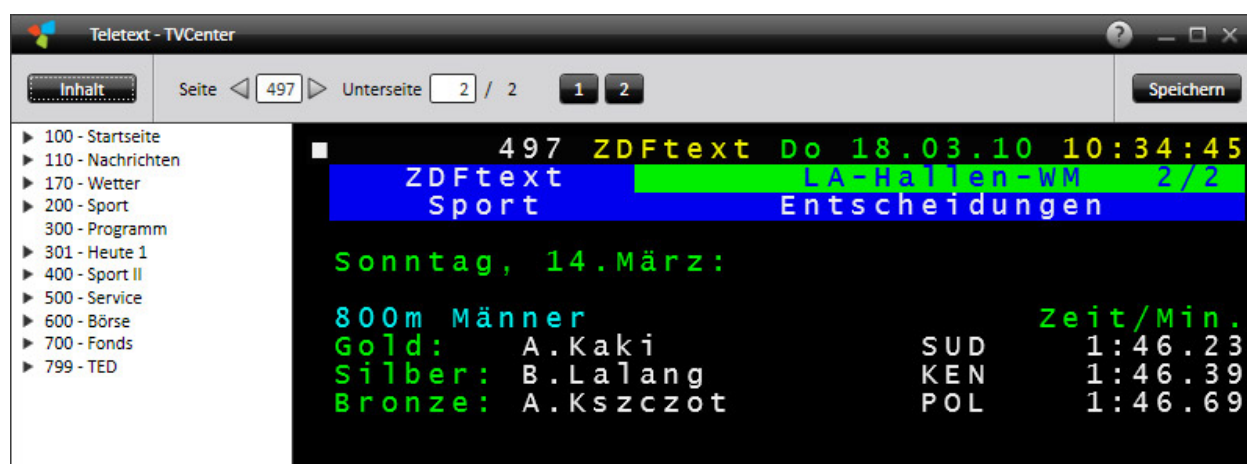 Teletext - TVCenter
?
Inhalt Seite 497 Unterseite 2 / 2 1 2 Speichern
100 - Startseite
110 - Nachrichten
170 - Wetter
200 - Sport
300 - Programm
301 - Heute 1
400 - Sport II
500 - Service
600 - Börse
700 - Fonds
799 - TED
497 ZDFtext Do 18.03.10 10:34:45
ZDFtext LA-Hallen-WM 2/2
Sport Entscheidungen
Sonntag, 14.März:
800m Männer Zeit/Min.
Gold: A.Kaki SUD 1:46.23
Silber: B.Lalang KEN 1:46.39
Bronze: A.Kszczot POL 1:46.69